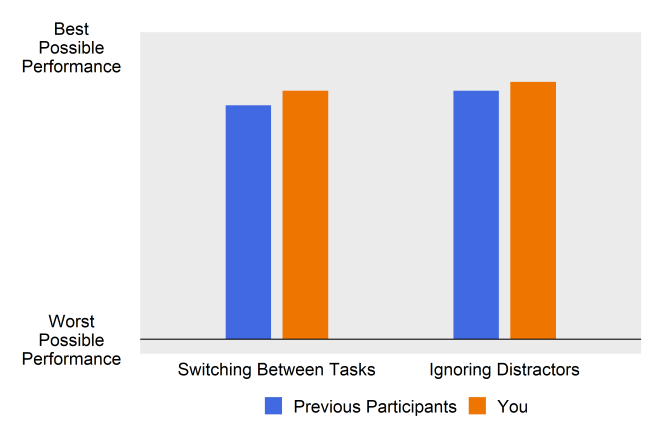 Best
Possible
Performance
Worst
Possible
Performance
Switching Between Tasks
Ignoring Distractors
Previous Participants
You